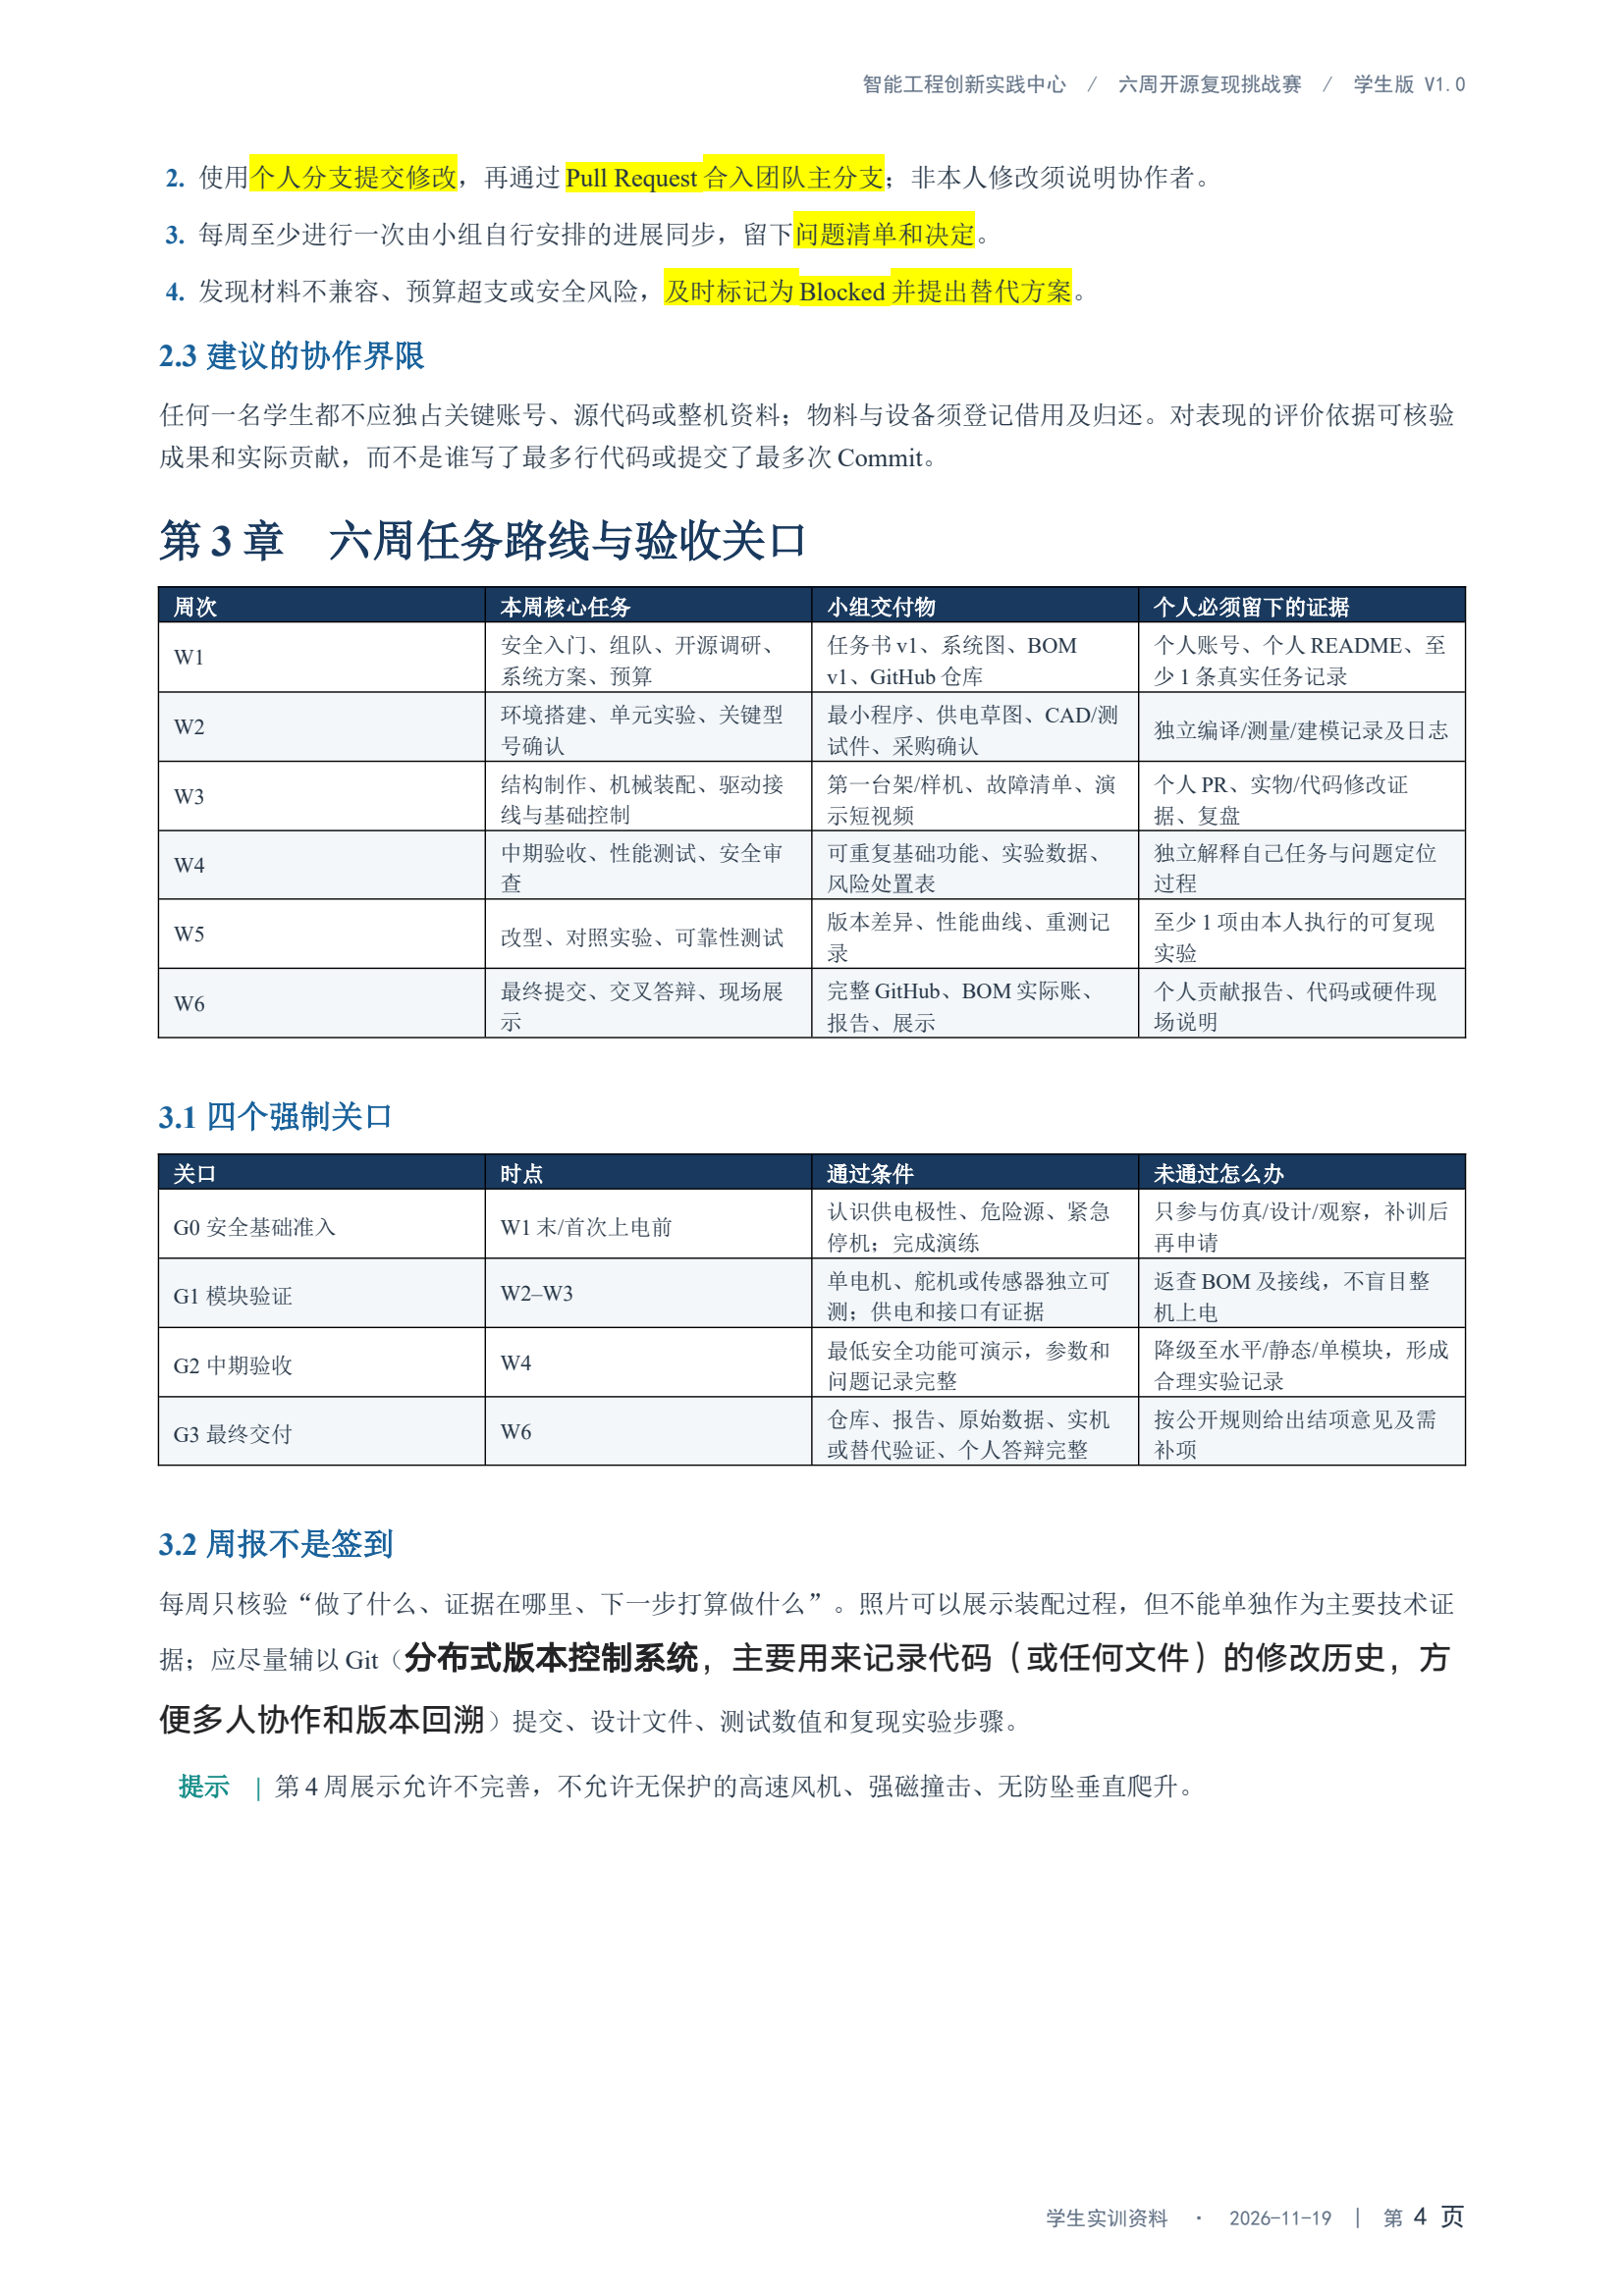 智能工程创新实践中心 / 六周开源复现挑战赛 / 学生版 V1.0
2. 使用个人分支提交修改，再通过 Pull Request 合入团队主分支；非本人修改须说明协作者。
3. 每周至少进行一次由小组自行安排的进展同步，留下问题清单和决定。
4. 发现材料不兼容、预算超支或安全风险，及时标记为 Blocked 并提出替代方案。
2.3 建议的协作界限
任何一名学生都不应独占关键账号、源代码或整机资料；物料与设备须登记借用及归还。对表现的评价依据可核验
成果和实际贡献，而不是谁写了最多行代码或提交了最多次 Commit。
第 3 章　六周任务路线与验收关口
周次 本周核心任务 小组交付物 个人必须留下的证据
W1
安全入门、组队、开源调研、
系统方案、预算
任务书 v1、系统图、BOM
v1、GitHub 仓库
个人账号、个人 README、至
少 1 条真实任务记录
W2
环境搭建、单元实验、关键型
号确认
最小程序、供电草图、CAD/测
试件、采购确认
独立编译/测量/建模记录及日志
W3
结构制作、机械装配、驱动接
线与基础控制
第一台架/样机、故障清单、演
示短视频
个人 PR、实物/代码修改证
据、复盘
W4
中期验收、性能测试、安全审
查
可重复基础功能、实验数据、
风险处置表
独立解释自己任务与问题定位
过程
W5
改型、对照实验、可靠性测试
版本差异、性能曲线、重测记
录
至少 1 项由本人执行的可复现
实验
W6
最终提交、交叉答辩、现场展
示
完整 GitHub、BOM 实际账、
报告、展示
个人贡献报告、代码或硬件现
场说明
3.1 四个强制关口
关口 时点 通过条件 未通过怎么办
G0 安全基础准入
W1 末/首次上电前
认识供电极性、危险源、紧急
停机；完成演练
只参与仿真/设计/观察，补训后
再申请
G1 模块验证
W2–W3
单电机、舵机或传感器独立可
测；供电和接口有证据
返查 BOM 及接线，不盲目整
机上电
G2 中期验收
W4
最低安全功能可演示，参数和
问题记录完整
降级至水平/静态/单模块，形成
合理实验记录
G3 最终交付
W6
仓库、报告、原始数据、实机
或替代验证、个人答辩完整
按公开规则给出结项意见及需
补项
3.2 周报不是签到
每周只核验“做了什么、证据在哪里、下一步打算做什么”。照片可以展示装配过程，但不能单独作为主要技术证
据；应尽量辅以 Git（分布式版本控制系统，主要用来记录代码（或任何文件）的修改历史，方
便多人协作和版本回溯）提交、设计文件、测试数值和复现实验步骤。
提示 | 第 4 周展示允许不完善，不允许无保护的高速风机、强磁撞击、无防坠垂直爬升。
学生实训资料 · 2026-11-19 | 第 4 页